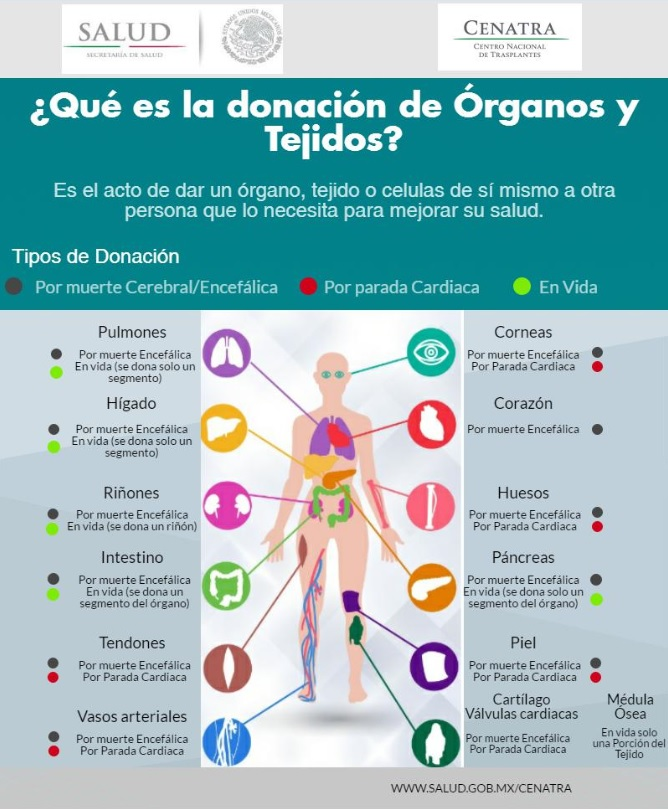 SALUD
SECRETARÍA DE SALUD
ESTADOS UNIDOS MEXICANOS
CENATRA
CENTRO NACIONAL
DE TRASPLANTES
¿Qué es la donación de Órganos y
Tejidos?
Es el acto de dar un órgano, tejido o celulas de sí mismo a otra
persona que lo necesita para mejorar su salud.
Tipos de Donación
Por muerte Cerebral/Encefálica
Por parada Cardiaca
En Vida
Pulmones
Por muerte Encefálica
En vida (se dona solo un
segmento)
Hígado
Por muerte Encefálica
En vida (se dona solo un
segmento)
Riñones
Por muerte Encefálica
En vida (se dona un riñón)
Intestino
Por muerte Encefálica
En vida (se dona un
segmento del órgano)
Tendones
Por muerte Encefálica
Por Parada Cardiaca
Vasos arteriales
Por muerte Encefálica
Por Parada Cardiaca
Corneas
Por muerte Encefálica
Por Parada Cardiaca
Corazón
Por muerte Encefálica
Huesos
Por muerte Encefálica
Por Parada Cardiaca
Páncreas
Por muerte Encefálica
En vida (se dona solo un
segmento del órgano)
Piel
Por muerte Encefálica
Por Parada Cardiaca
Cartílago
Válvulas cardiacas
Por muerte Encefálica
Por Parada Cardiaca
Médula
Ósea
En vida solo
una Porción del
Tejido
WWW.SALUD.GOB.MX/CENATRA